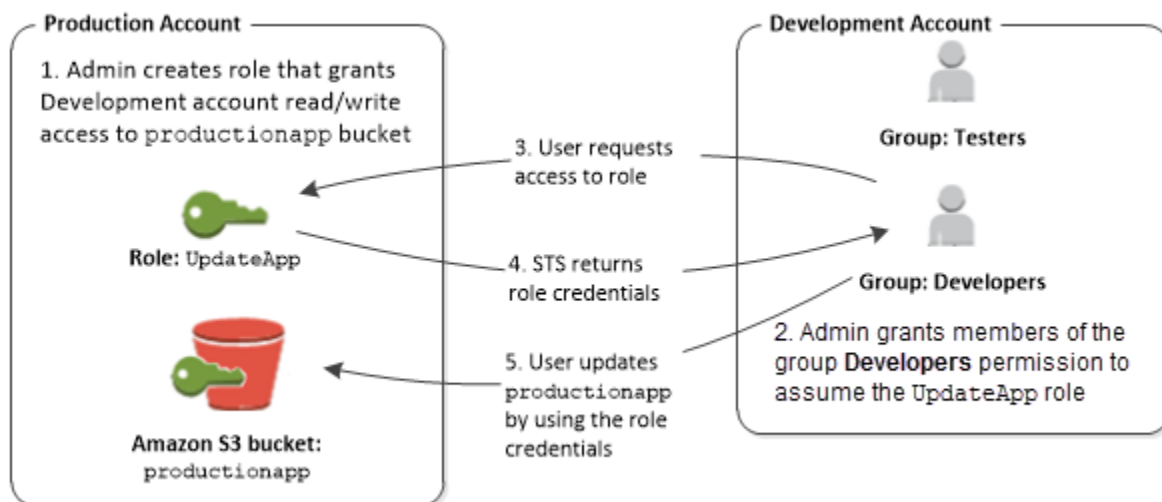 Production Account
1. Admin creates role that grants
Development account read/write
access to productionapp bucket
Role: UpdateApp
Amazon S3 bucket:
productionapp
3. User requests
access to role
4. STS returns
role credentials
5. User updates
productionapp
by using the role
credentials
Development Account
Group: Testers
Group: Developers
2. Admin grants members of the
group Developers permission to
assume the UpdateApp role